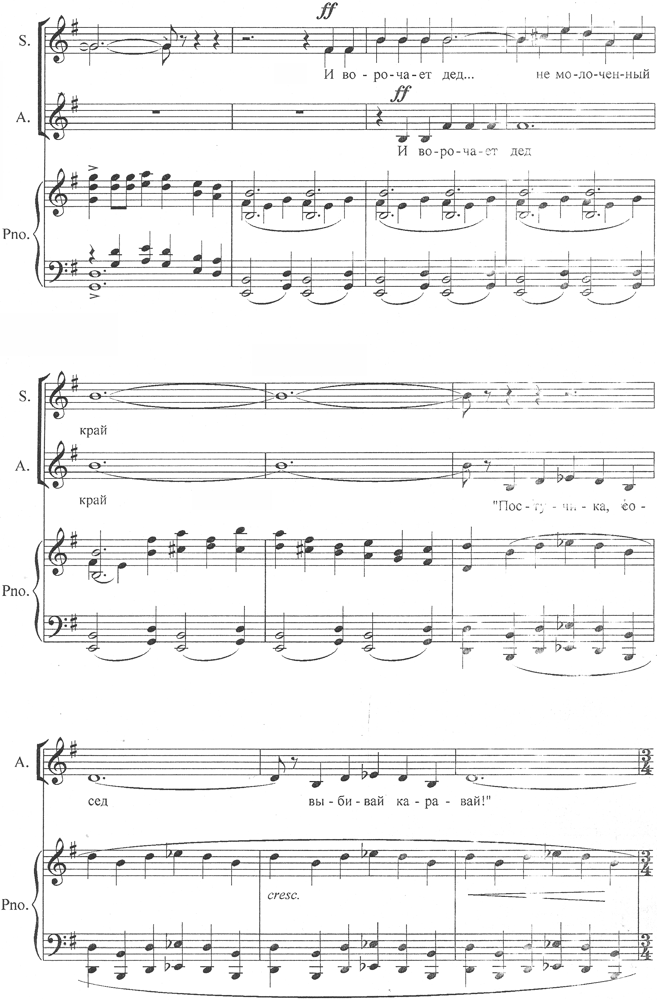 ff
S.
И во - ро - ча - ет дед... не мо - ло - чен - ный
ff
A.
И во - ро - ча - ет дед
Pno.
S.
край
A.
край "Пос - ту - чи - ка, со -
Pno.
A.
3
4
сед вы - би - вай ка - ра - вай!"
3
4
cresc.
Pno.
3
4